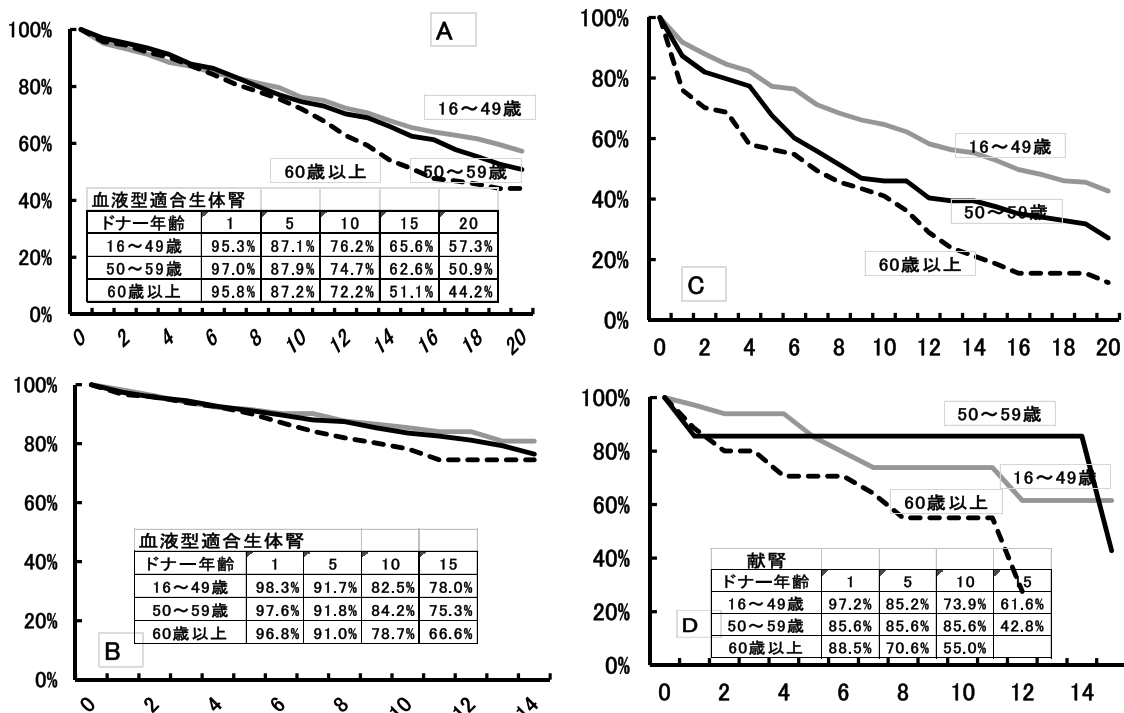 A
100%
80%
60%
40%
20%
0%
16～49歳
60歳以上
50～59歳
血液型適合生体腎
ドナー年齢 1 5 10 15 20
16～49歳 95.3% 87.1% 76.2% 65.6% 57.3%
50～59歳 97.0% 87.9% 74.7% 62.6% 50.9%
60歳以上 95.8% 87.2% 72.2% 51.1% 44.2%
0 2 4 6 8 10 12 14 16 18 20
C
100%
80%
60%
40%
20%
0%
16～49歳
50～59歳
60歳以上
0 2 4 6 8 10 12 14 16 18 20
B
100%
80%
60%
40%
20%
0%
血液型適合生体腎
ドナー年齢 1 5 10 15
16～49歳 98.3% 91.7% 82.5% 78.0%
50～59歳 97.6% 91.8% 84.2% 75.3%
60歳以上 96.8% 91.0% 78.7% 66.6%
0 2 4 6 8 10 12 14
D
100%
80%
60%
40%
20%
0%
50～59歳
16～49歳
60歳以上
献腎
ドナー年齢 1 5 10 5
16～49歳 97.2% 85.2% 73.9% 61.6%
50～59歳 85.6% 85.6% 85.6% 42.8%
60歳以上 88.5% 70.6% 55.0%
0 2 4 6 8 10 12 14